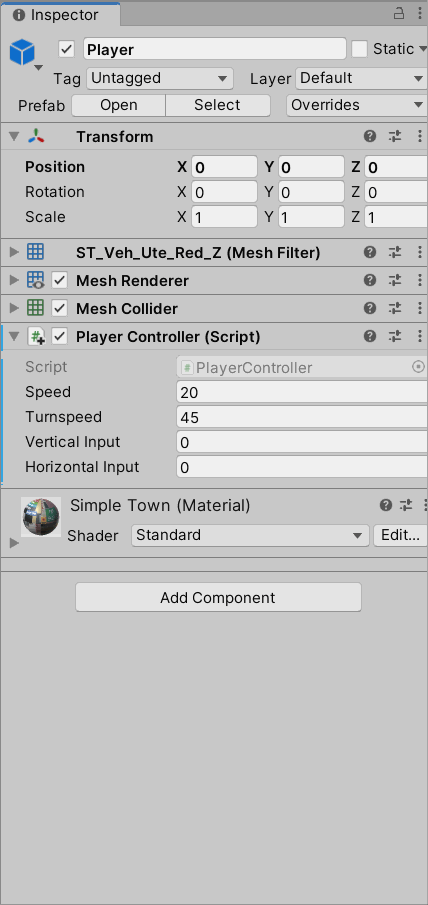 Inspector
Player Static
Tag Untagged Layer Default
Prefab Open Select Overrides
Transform
Position X 0 Y 0 Z 0
Rotation X 0 Y 0 Z 0
Scale X 1 Y 1 Z 1
ST_Veh_Ute_Red_Z (Mesh Filter)
Mesh Renderer
Mesh Collider
Player Controller (Script)
Script PlayerController
Speed 20
Turnspeed 45
Vertical Input 0
Horizontal Input 0
Simple Town (Material)
Shader Standard Edit...
Add Component